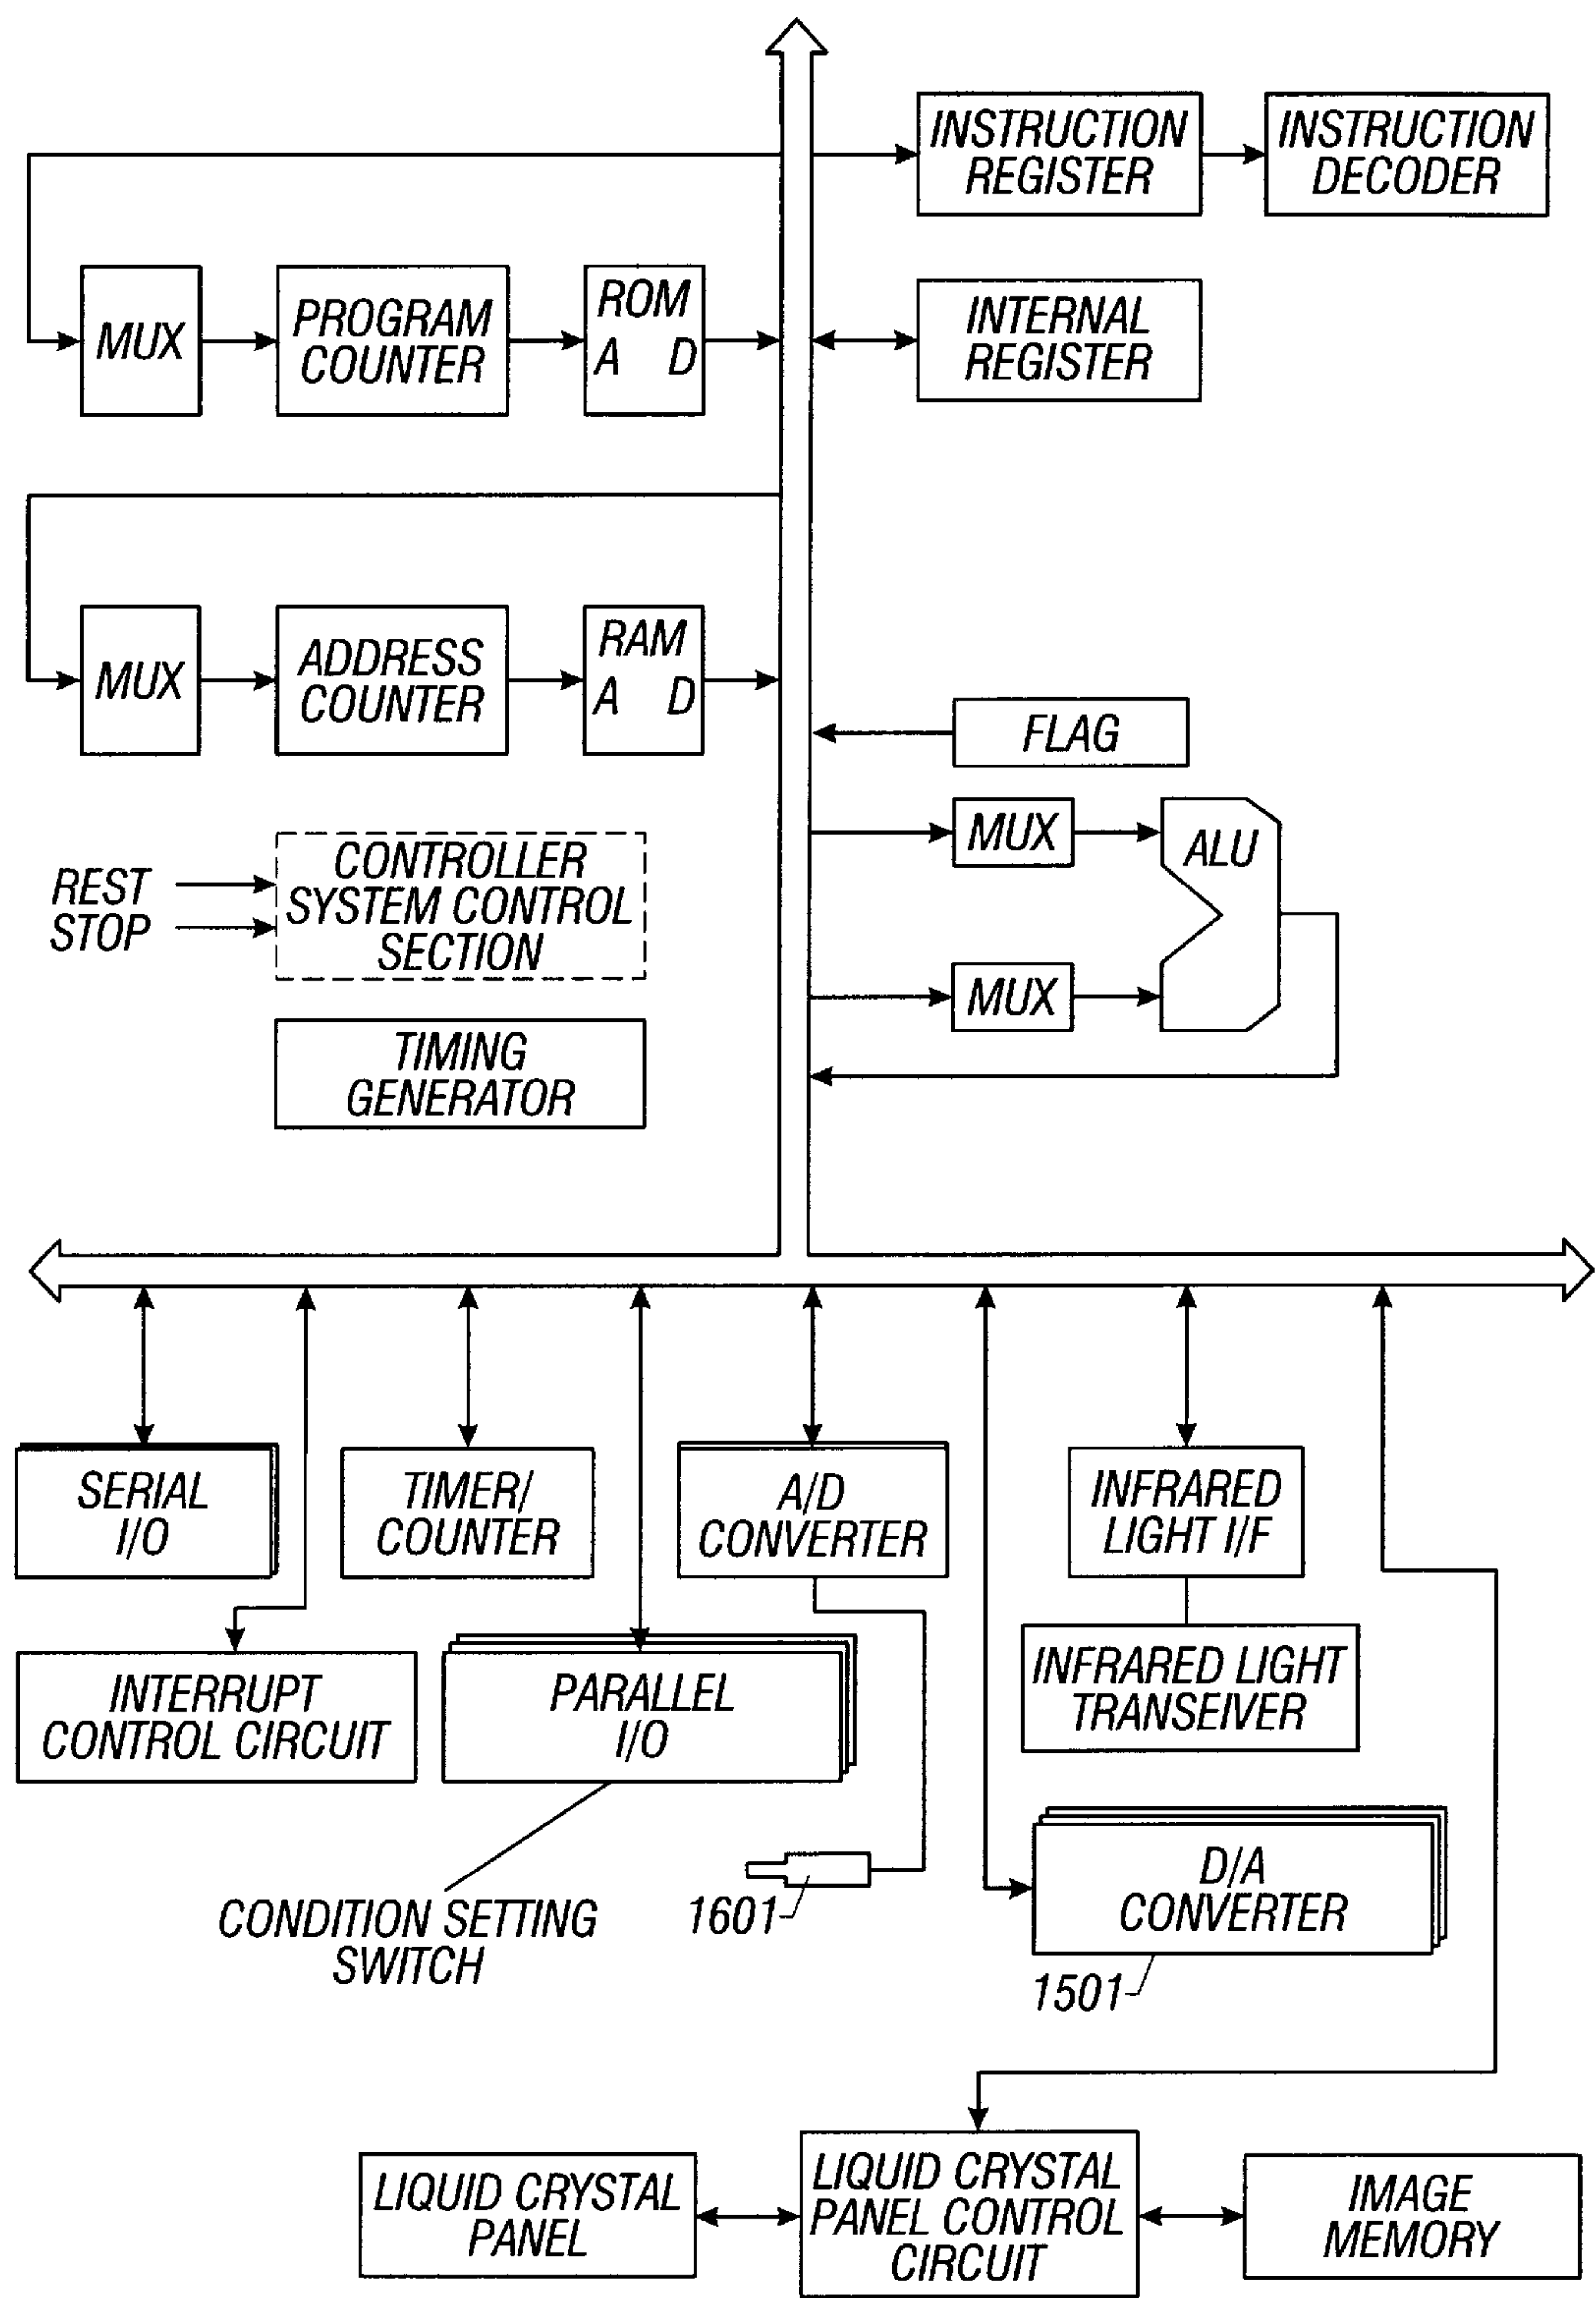 INSTRUCTION
REGISTER
INSTRUCTION
DECODER
MUX
PROGRAM
COUNTER
ROM
A D
INTERNAL
REGISTER
MUX
ADDRESS
COUNTER
RAM
A D
FLAG
MUX
ALU
MUX
REST
STOP
CONTROLLER
SYSTEM CONTROL
SECTION
TIMING
GENERATOR
SERIAL
I/O
TIMER/
COUNTER
A/D
CONVERTER
INFRARED
LIGHT I/F
INTERRUPT
CONTROL CIRCUIT
PARALLEL
I/O
INFRARED LIGHT
TRANSEIVER
CONDITION SETTING
SWITCH
1601
D/A
CONVERTER
1501
LIQUID CRYSTAL
PANEL
LIQUID CRYSTAL
PANEL CONTROL
CIRCUIT
IMAGE
MEMORY